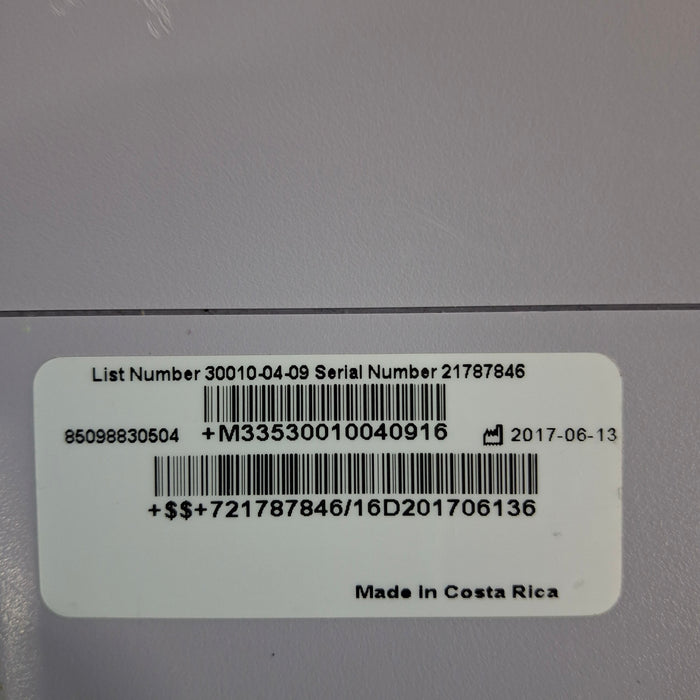 List Number 30010-04-09 Serial Number 21787846
85098830504 +M33530010040916 2017-06-13
+$$+721787846/16D201706136
Made In Costa Rica